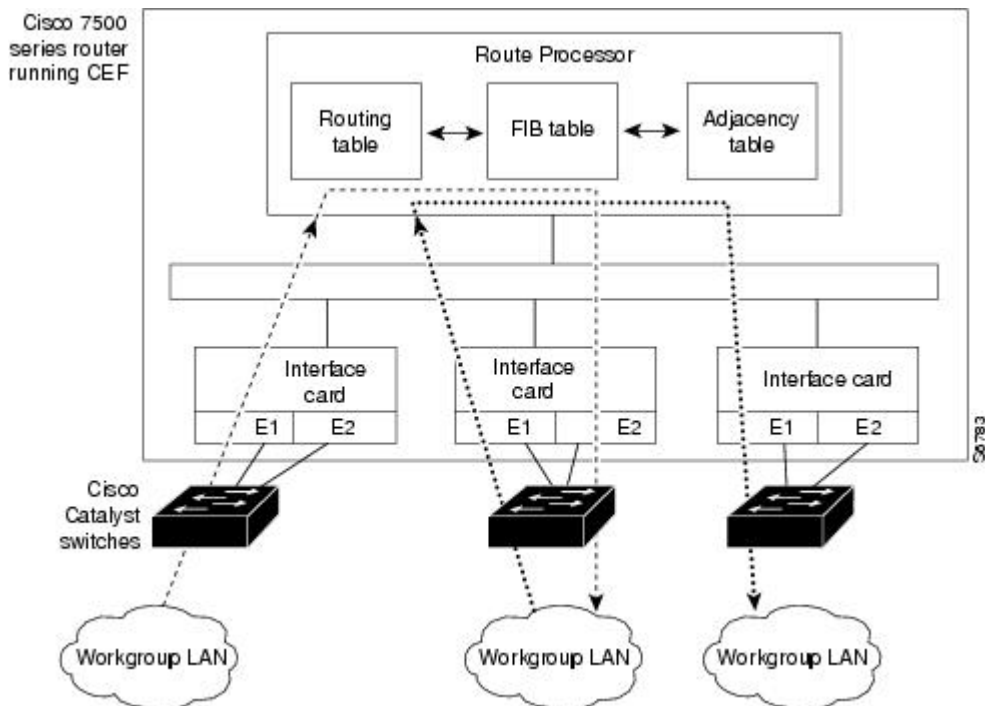 Cisco 7500
series router
running CEF
Route Processor
Routing
table
FIB table
Adjacency
table
Interface
card
E1
E2
Interface
card
E1
E2
Interface card
E1
E2
S6783
Cisco
Catalyst
switches
Workgroup LAN
Workgroup LAN
Workgroup LAN